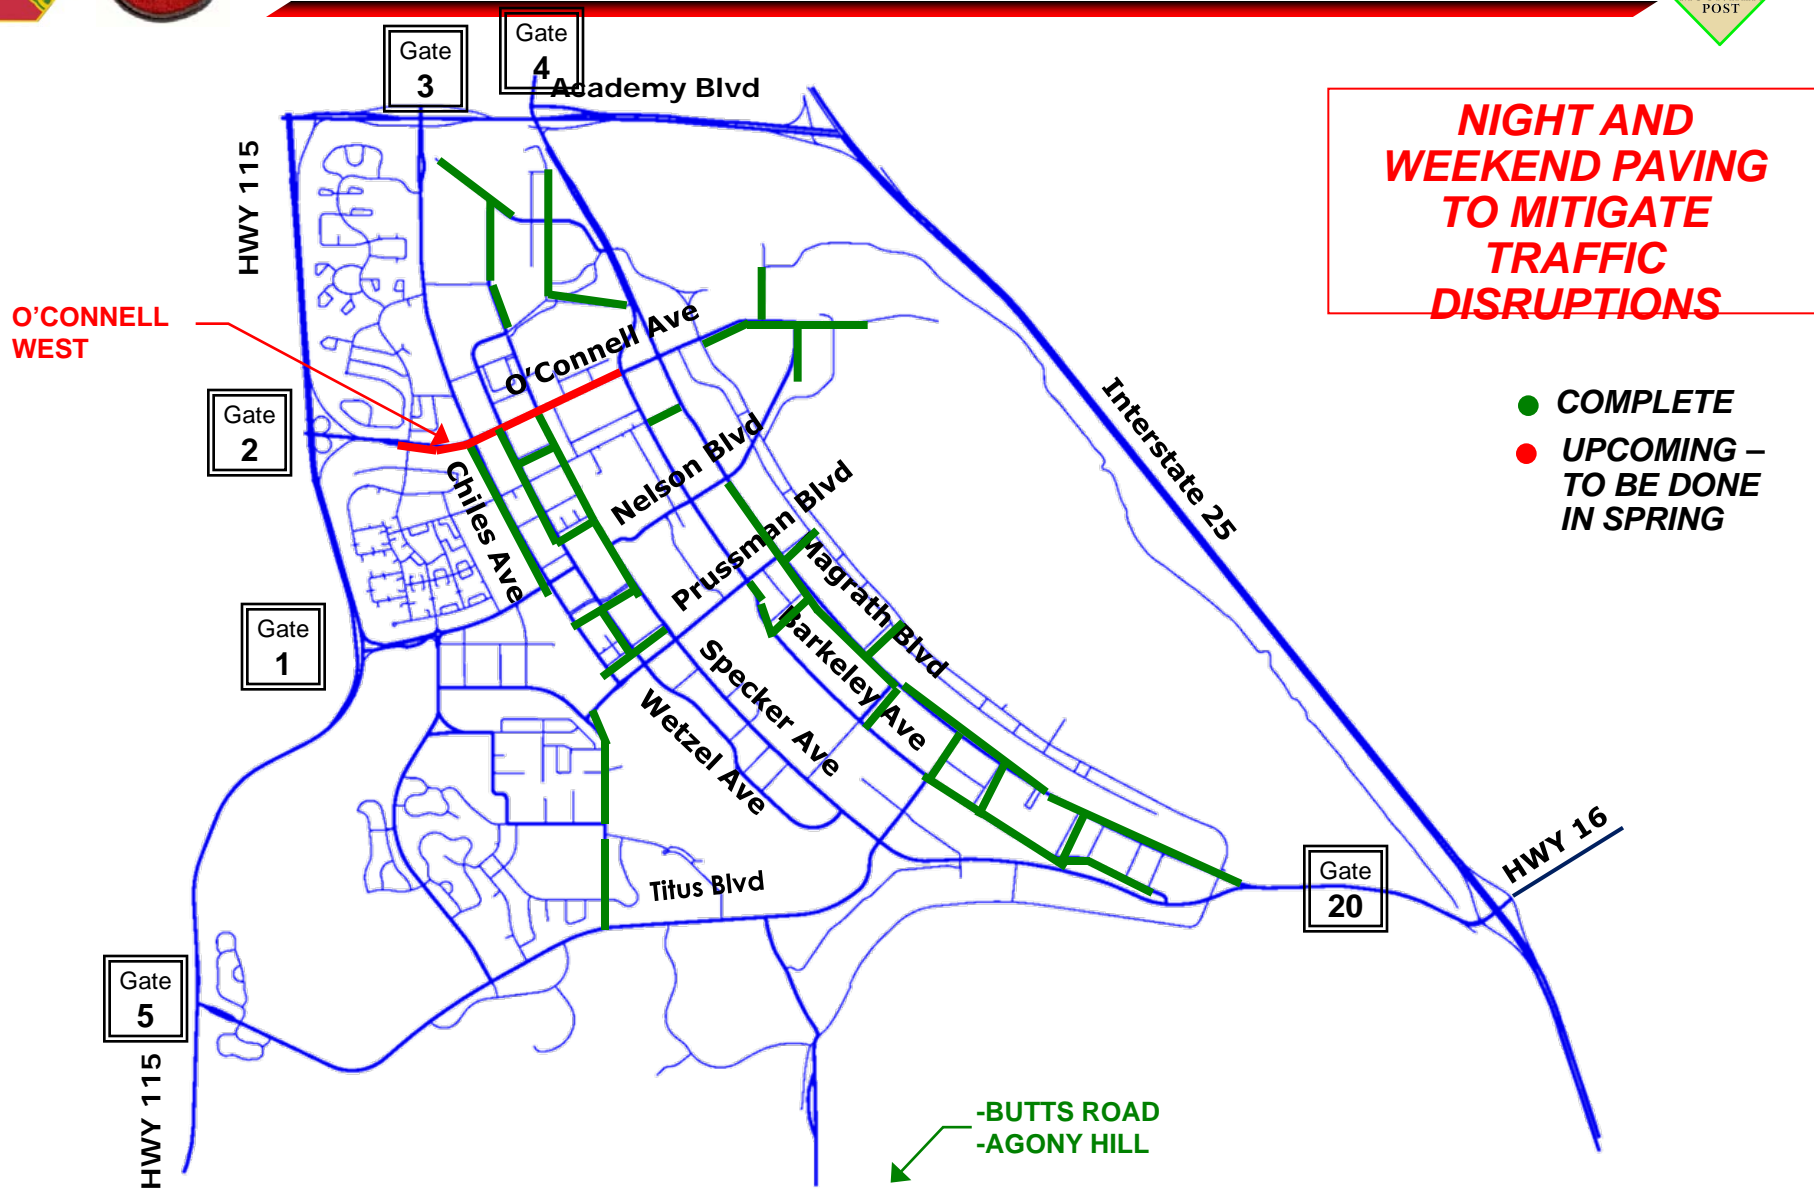 POST
Gate
3
Gate
4
Academy Blvd
HWY 115
NIGHT AND
WEEKEND PAVING
TO MITIGATE
TRAFFIC
DISRUPTIONS
O'CONNELL
WEST
O'Connell Ave
Gate
2
COMPLETE
UPCOMING –
TO BE DONE
IN SPRING
Interstate 25
Chiles Ave
Nelson Blvd
Prussman Blvd
Magrath Blvd
Barkeley Ave
Gate
1
Specker Ave
Wetzel Ave
Titus Blvd
HWY 16
Gate
20
Gate
5
HWY 115
-BUTTS ROAD
-AGONY HILL